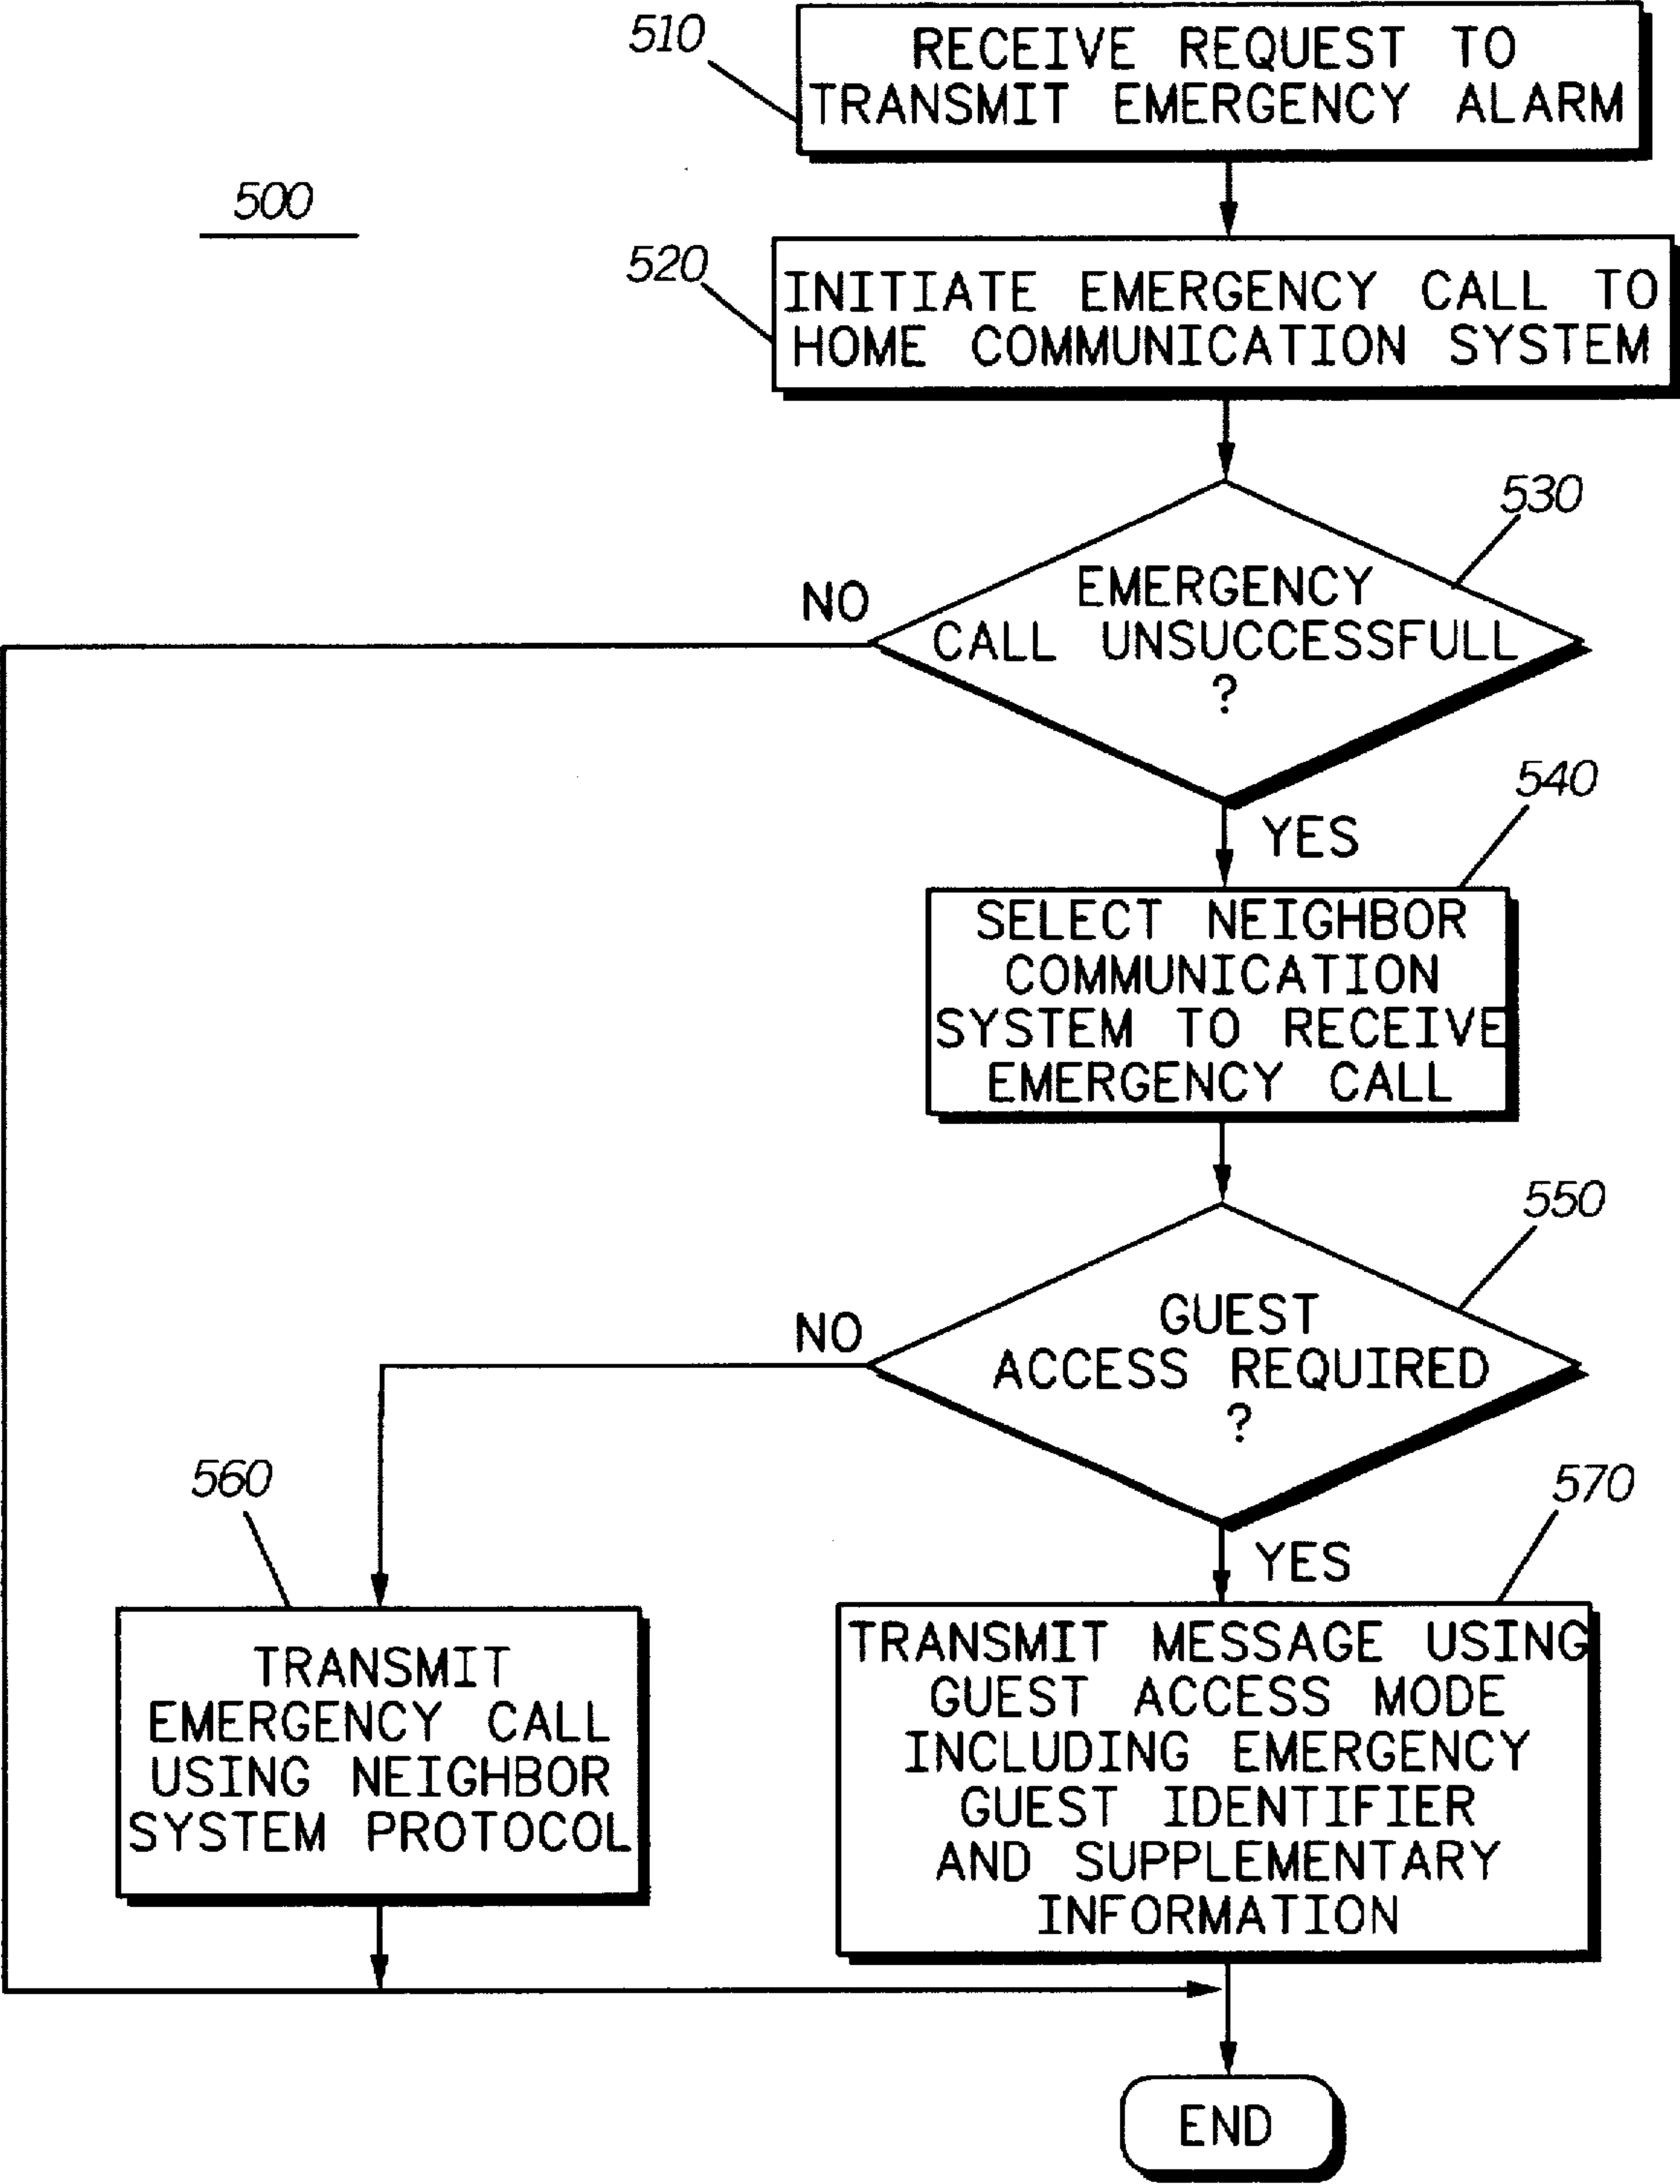 510
RECEIVE REQUEST TO
TRANSMIT EMERGENCY ALARM
500
520
INITIATE EMERGENCY CALL TO
HOME COMMUNICATION SYSTEM
530
NO
EMERGENCY
CALL UNSUCCESSFULL
?
YES
540
SELECT NEIGHBOR
COMMUNICATION
SYSTEM TO RECEIVE
EMERGENCY CALL
550
NO
GUEST
ACCESS REQUIRED
?
YES
560
TRANSMIT
EMERGENCY CALL
USING NEIGHBOR
SYSTEM PROTOCOL
570
TRANSMIT MESSAGE USING
GUEST ACCESS MODE
INCLUDING EMERGENCY
GUEST IDENTIFIER
AND SUPPLEMENTARY
INFORMATION
END